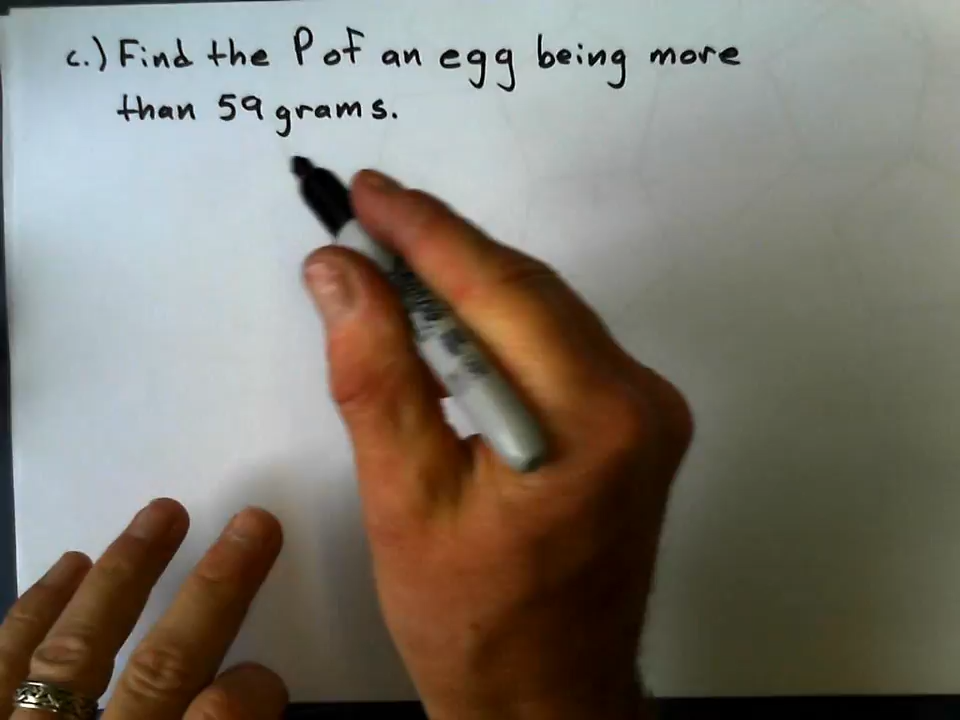 c.) Find the P of an egg being more
than 59 grams.